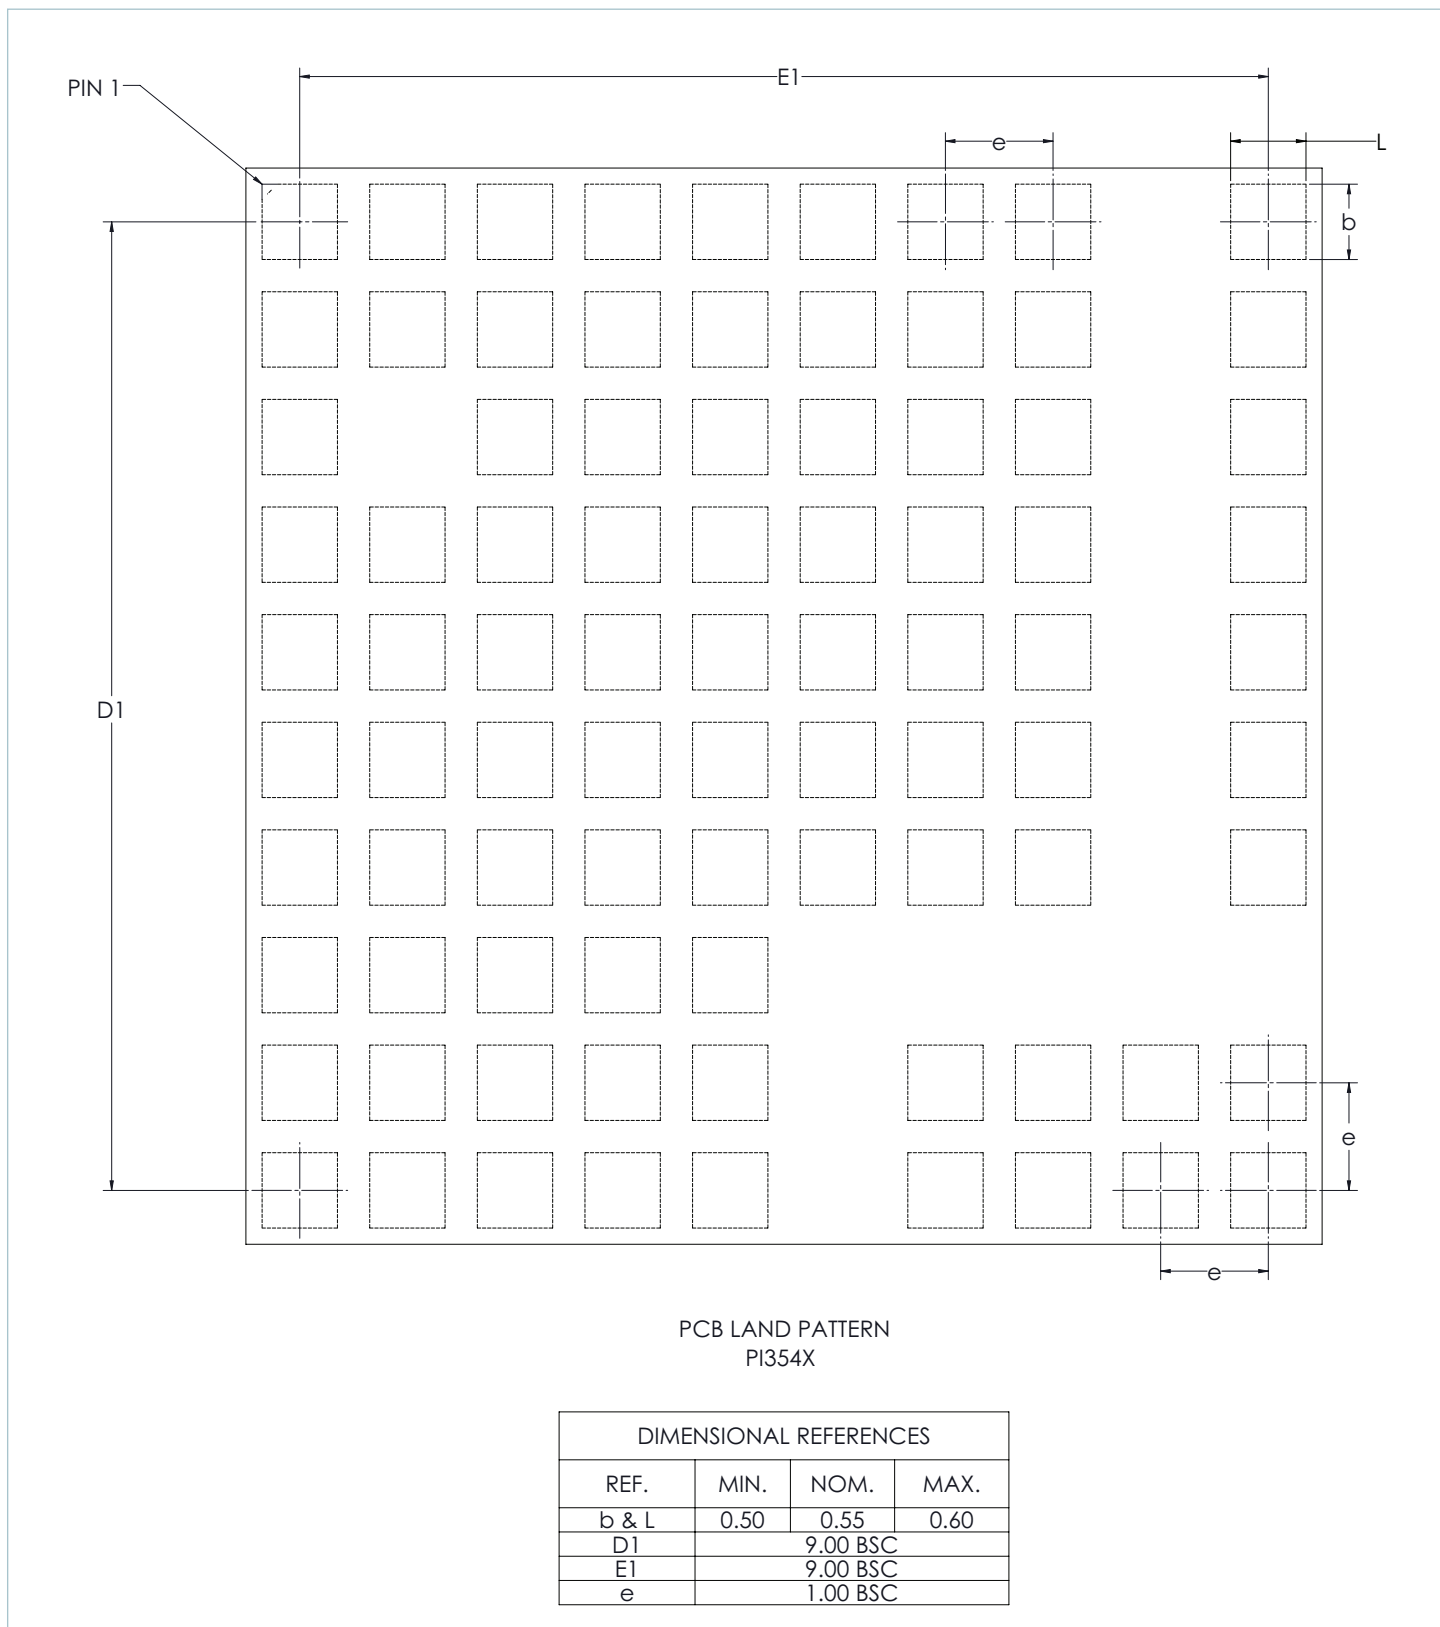 E1
PIN 1
e
L
b
D1
e
e
PCB LAND PATTERN
PI354X
DIMENSIONAL REFERENCES
REF. MIN. NOM. MAX.
b & L 0.50 0.55 0.60
D1 9.00 BSC
E1 9.00 BSC
e 1.00 BSC